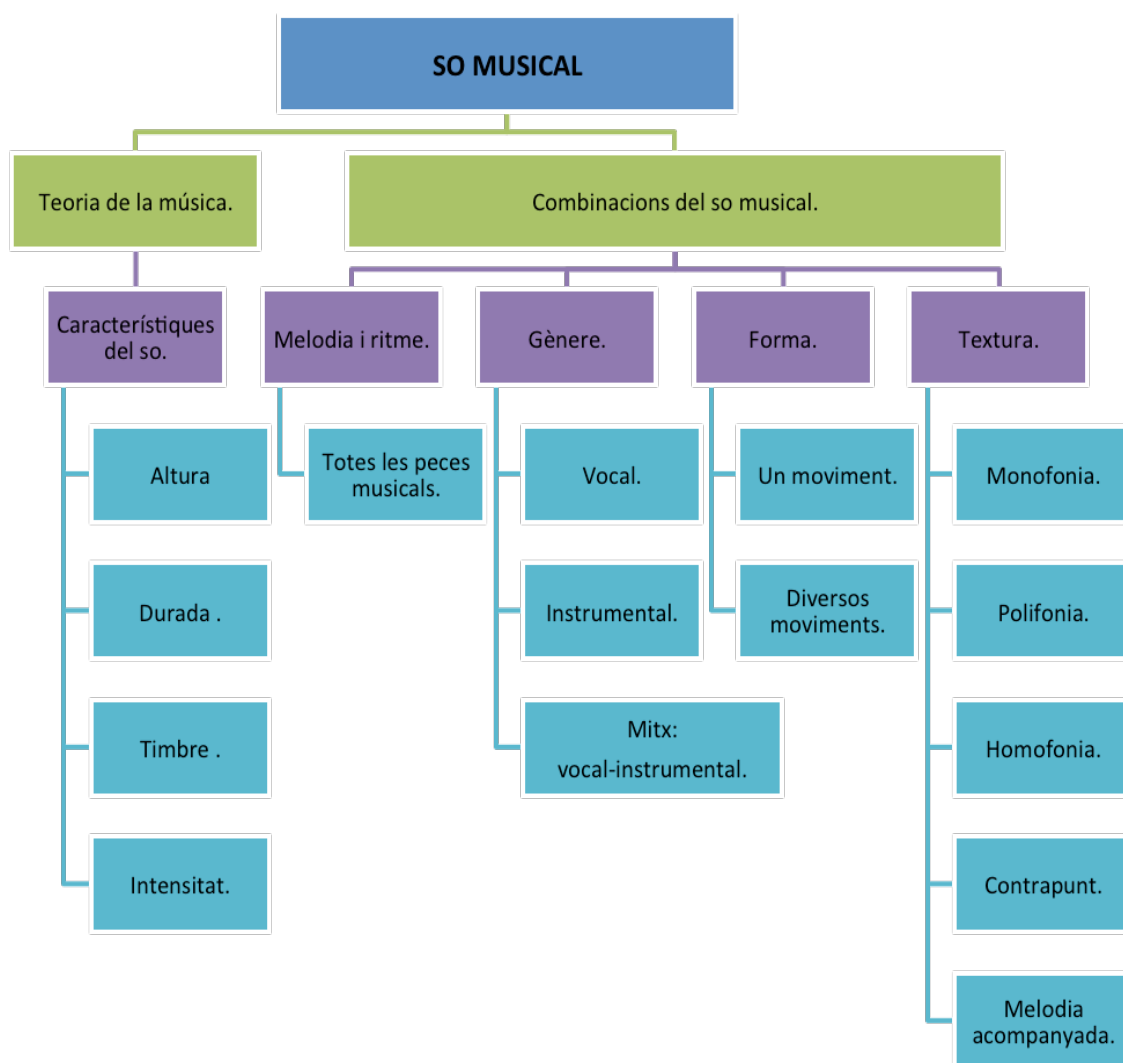 SO MUSICAL
Teoria de la música.
Combinacions del so musical.
Característiques
del so.
Melodia i ritme.
Gènere.
Forma.
Textura.
Altura
Durada .
Timbre .
Intensitat.
Totes les peces
musicals.
Vocal.
Instrumental.
Mitx:
vocal-instrumental.
Un moviment.
Diversos
moviments.
Monofonia.
Polifonia.
Homofonia.
Contrapunt.
Melodia
acompanyada.